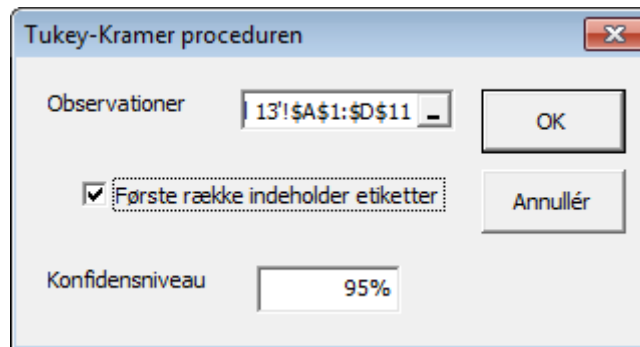 Tukey-Kramer proceduren
Observationer
13'!$A$1:$D$11
OK
Første række indeholder etiketter
Annullér
Konfidensniveau
95%